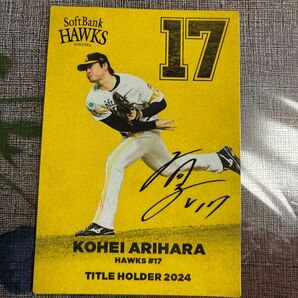 SoftBank
HAWKS
FUKUOKA
17
KOHEI ARIHARA
HAWKS #17
TITLE HOLDER 2024